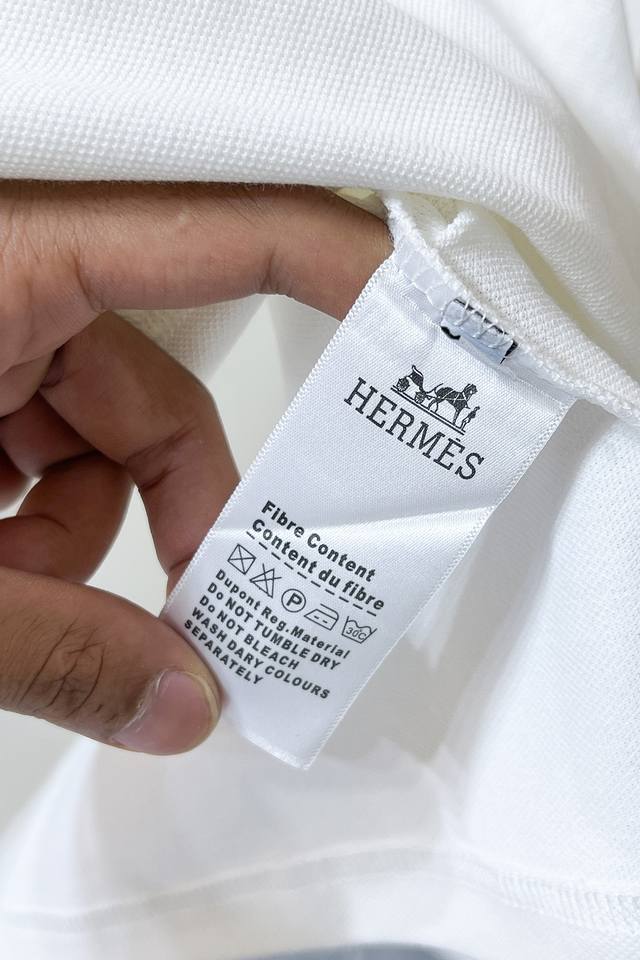 HERMÈS
Fibre Content
Content du fibre
P
30C
Dupont Reg.Material
Do NOT TUMBLE DRY
Do NOT BLEACH
WASH DARY COLOURS
SEPARATELY